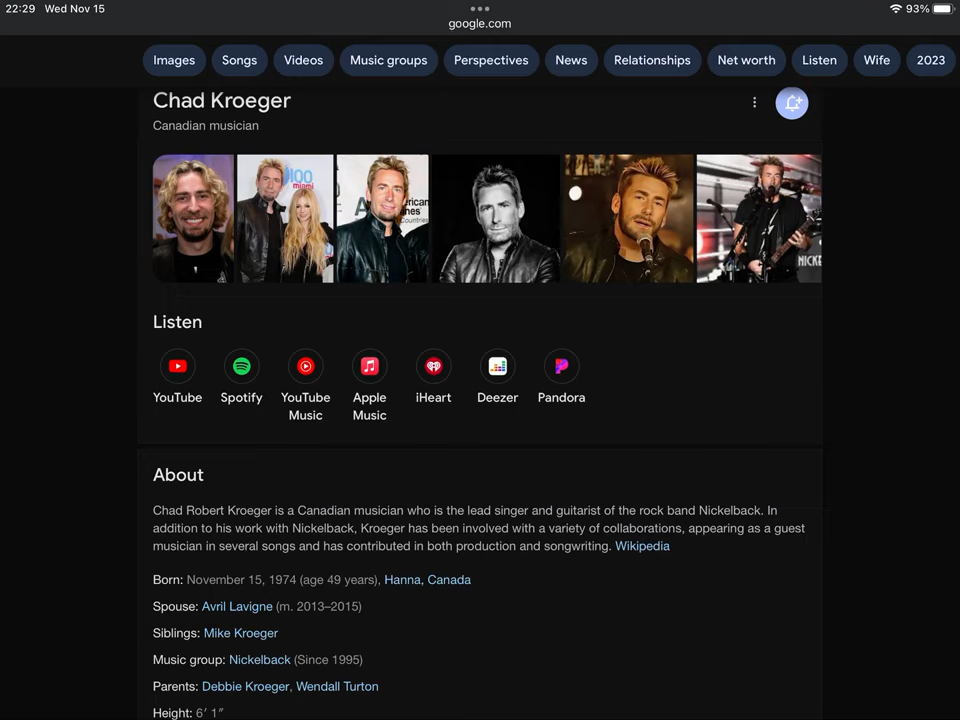 22:29 Wed Nov 15
93%
google.com
Images Songs Videos Music groups Perspectives News Relationships Net worth Listen Wife 2023
Chad Kroeger
Canadian musician
100
miami
NICKE
Listen
YouTube Spotify YouTube Music Apple Music iHeart Deezer Pandora
About
Chad Robert Kroeger is a Canadian musician who is the lead singer and guitarist of the rock band Nickelback. In
addition to his work with Nickelback, Kroeger has been involved with a variety of collaborations, appearing as a guest
musician in several songs and has contributed in both production and songwriting. Wikipedia
Born: November 15, 1974 (age 49 years), Hanna, Canada
Spouse: Avril Lavigne (m. 2013–2015)
Siblings: Mike Kroeger
Music group: Nickelback (Since 1995)
Parents: Debbie Kroeger, Wendall Turton
Height: 6′ 1″